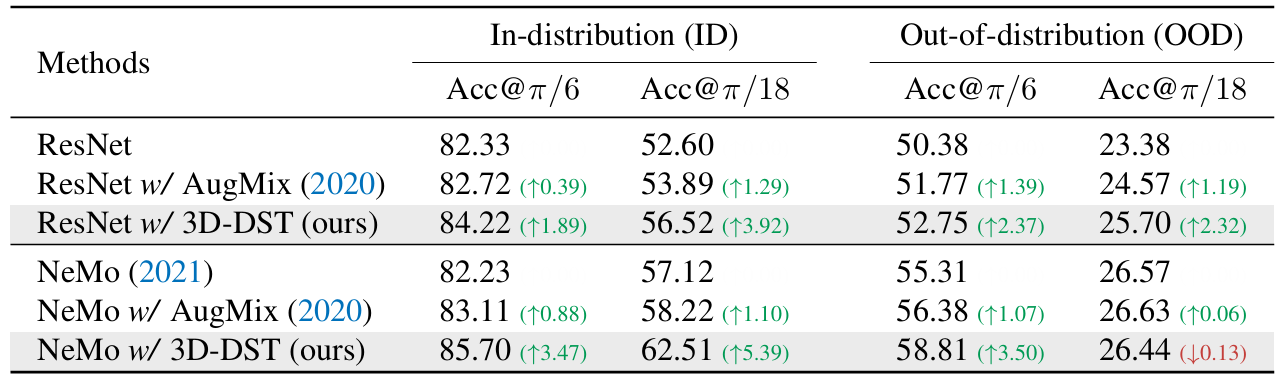 Methods In-distribution (ID) Out-of-distribution (OOD)
Acc@π/6 Acc@π/18 Acc@π/6 Acc@π/18
ResNet 82.33 52.60 50.38 23.38
ResNet w/ AugMix (2020) 82.72 (↑0.39) 53.89 (↑1.29) 51.77 (↑1.39) 24.57 (↑1.19)
ResNet w/ 3D-DST (ours) 84.22 (↑1.89) 56.52 (↑3.92) 52.75 (↑2.37) 25.70 (↑2.32)
NeMo (2021) 82.23 57.12 55.31 26.57
NeMo w/ AugMix (2020) 83.11 (↑0.88) 58.22 (↑1.10) 56.38 (↑1.07) 26.63 (↑0.06)
NeMo w/ 3D-DST (ours) 85.70 (↑3.47) 62.51 (↑5.39) 58.81 (↑3.50) 26.44 (↓0.13)